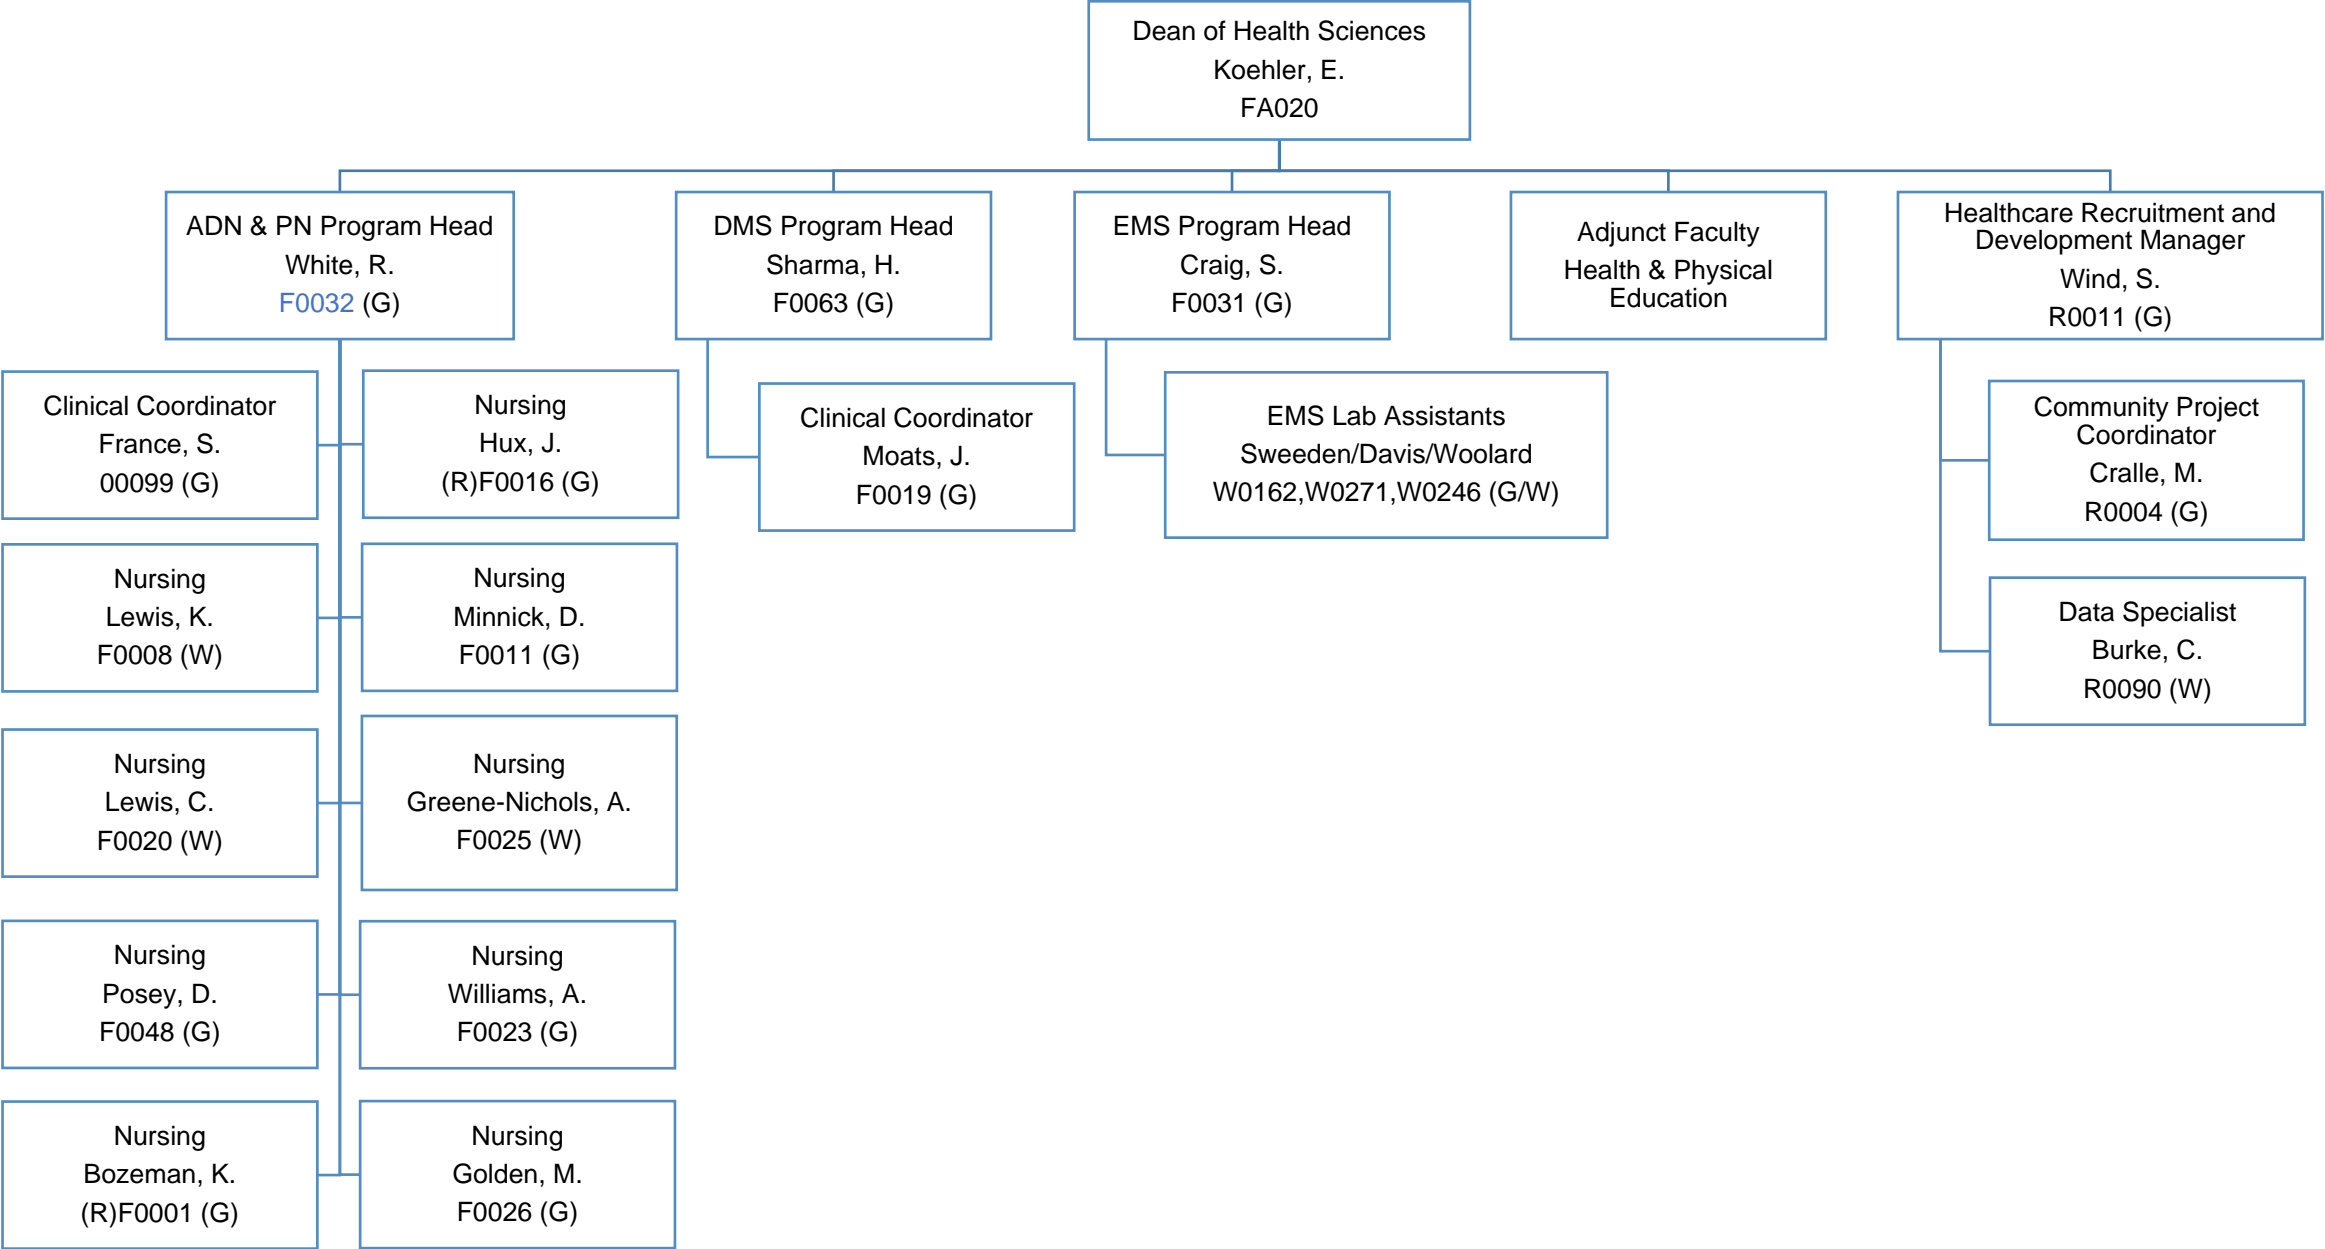 Dean of Health Sciences
Koehler, E.
FA020
ADN & PN Program Head
White, R.
F0032 (G)
DMS Program Head
Sharma, H.
F0063 (G)
EMS Program Head
Craig, S.
F0031 (G)
Adjunct Faculty
Health & Physical
Education
Healthcare Recruitment and
Development Manager
Wind, S.
R0011 (G)
Clinical Coordinator
France, S.
00099 (G)
Nursing
Hux, J.
(R)F0016 (G)
Clinical Coordinator
Moats, J.
F0019 (G)
EMS Lab Assistants
Sweeden/Davis/Woolard
W0162,W0271,W0246 (G/W)
Community Project
Coordinator
Cralle, M.
R0004 (G)
Nursing
Lewis, K.
F0008 (W)
Nursing
Minnick, D.
F0011 (G)
Data Specialist
Burke, C.
R0090 (W)
Nursing
Lewis, C.
F0020 (W)
Nursing
Greene-Nichols, A.
F0025 (W)
Nursing
Posey, D.
F0048 (G)
Nursing
Williams, A.
F0023 (G)
Nursing
Bozeman, K.
(R)F0001 (G)
Nursing
Golden, M.
F0026 (G)